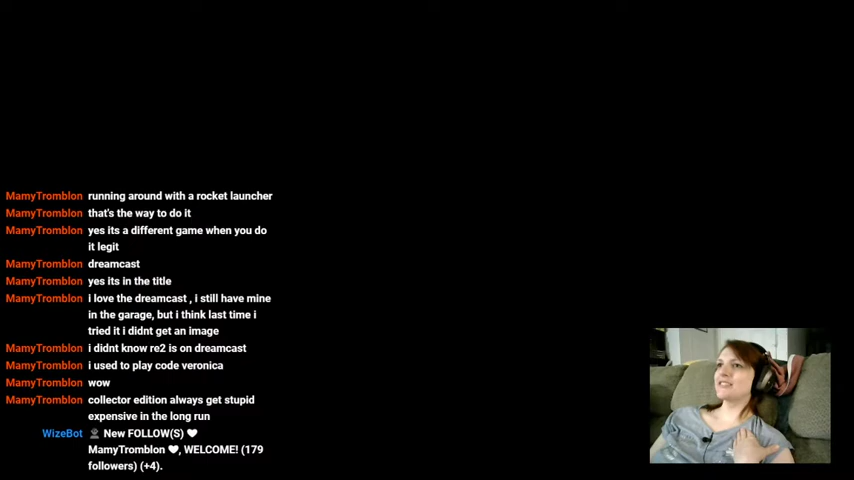 MamyTromblon running around with a rocket launcher
MamyTromblon that's the way to do it
MamyTromblon yes its a different game when you do
it legit
MamyTromblon dreamcast
MamyTromblon yes its in the title
MamyTromblon i love the dreamcast , i still have mine
in the garage, but i think last time i
tried it i didnt get an image
MamyTromblon i didnt know re2 is on dreamcast
MamyTromblon i used to play code veronica
MamyTromblon wow
MamyTromblon collector edition always get stupid
expensive in the long run
WizeBot New FOLLOW(S)
MamyTromblon , WELCOME! (179
followers) (+4).